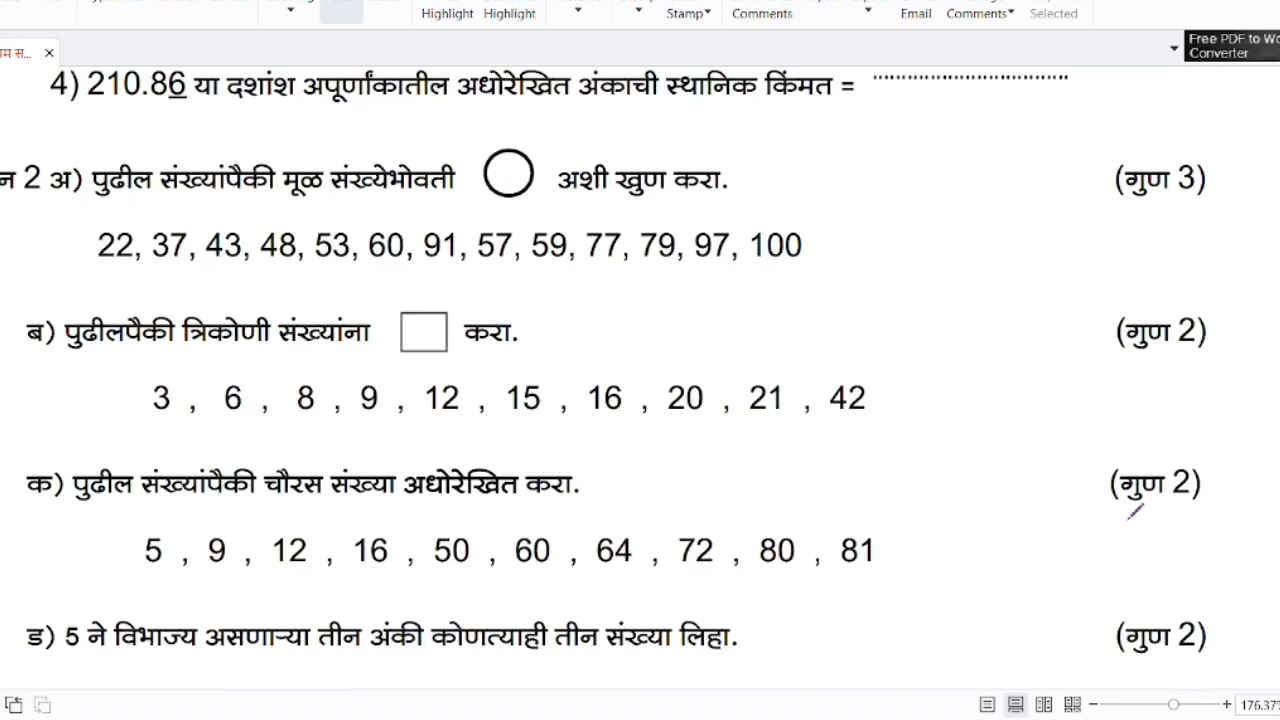 Highlight Highlight Stamp Comments Email Comments Selected
म स... ×
Free PDF to Wo
Converter
4) 210.86 या दशांश अपूर्णांकातील अधोरेखित अंकाची स्थानिक किंमत = ................................
न 2 अ) पुढील संख्यांपैकी मूळ संख्येभोवती ◯ अशी खुण करा. (गुण 3)
22, 37, 43, 48, 53, 60, 91, 57, 59, 77, 79, 97, 100
ब) पुढीलपैकी त्रिकोणी संख्यांना □ करा. (गुण 2)
3 , 6 , 8 , 9 , 12 , 15 , 16 , 20 , 21 , 42
क) पुढील संख्यांपैकी चौरस संख्या अधोरेखित करा. (गुण 2)
5 , 9 , 12 , 16 , 50 , 60 , 64 , 72 , 80 , 81
ड) 5 ने विभाज्य असणाऱ्या तीन अंकी कोणत्याही तीन संख्या लिहा. (गुण 2)
176.37%